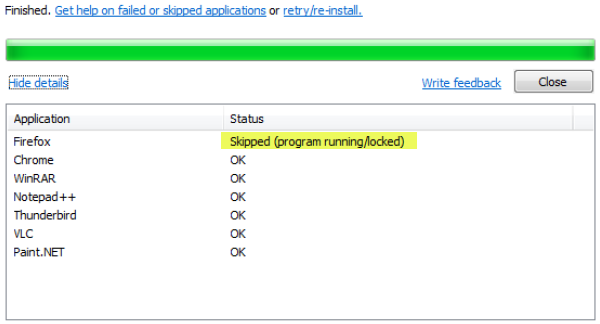 Finished. Get help on failed or skipped applications or retry/re-install.
Hide details Write feedback Close
Application Status
Firefox Skipped (program running/locked)
Chrome OK
WinRAR OK
Notepad++ OK
Thunderbird OK
VLC OK
Paint.NET OK